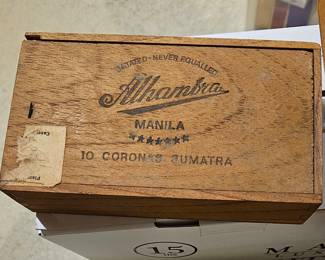 IMITATED - NEVER EQUALLED
Alhambra
MANILA
10 CORONAS SUMATRA
15
M A